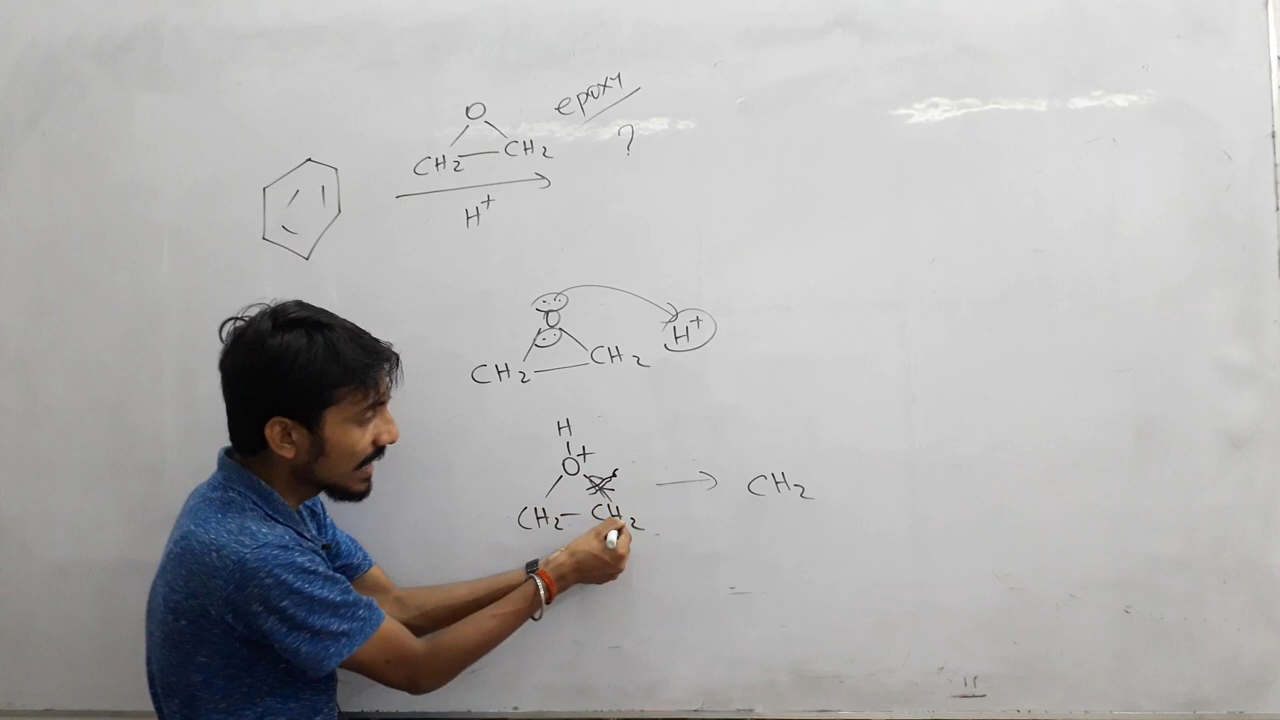 O epoxy
CH2 — CH2 ?
H+
O H+
CH2 — CH2
H
O+
CH2 — CH2 → CH2